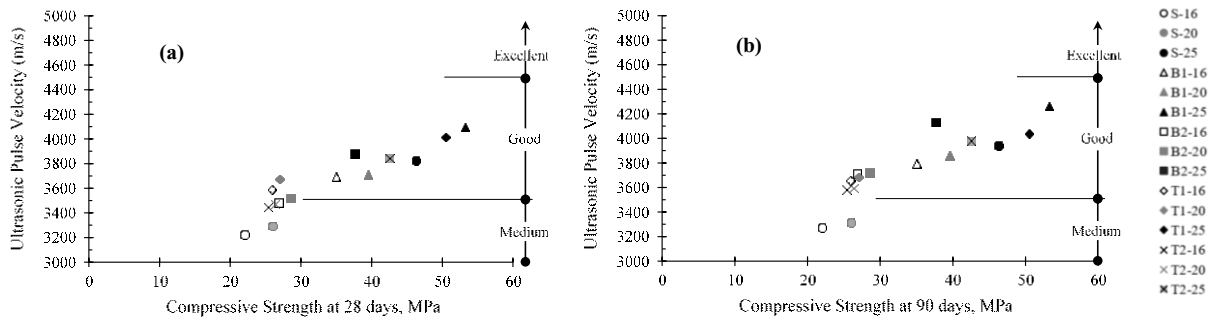 Ultrasonic Pulse Velocity (m/s)
5000
4800
4600
4400
4200
4000
3800
3600
3400
3200
3000
0
10
20
30
40
50
60
70
(a)
Excellent
Good
Medium
Compressive Strength at 28 days, MPa
Ultrasonic Pulse Velocity (m/s)
5000
4800
4600
4400
4200
4000
3800
3600
3400
3200
3000
0
10
20
30
40
50
60
70
(b)
Excellent
Good
Medium
Compressive Strength at 90 days, MPa
S-16
S-20
S-25
B1-16
B1-20
B1-25
B2-16
B2-20
B2-25
T1-16
T1-20
T1-25
T2-16
T2-20
T2-25